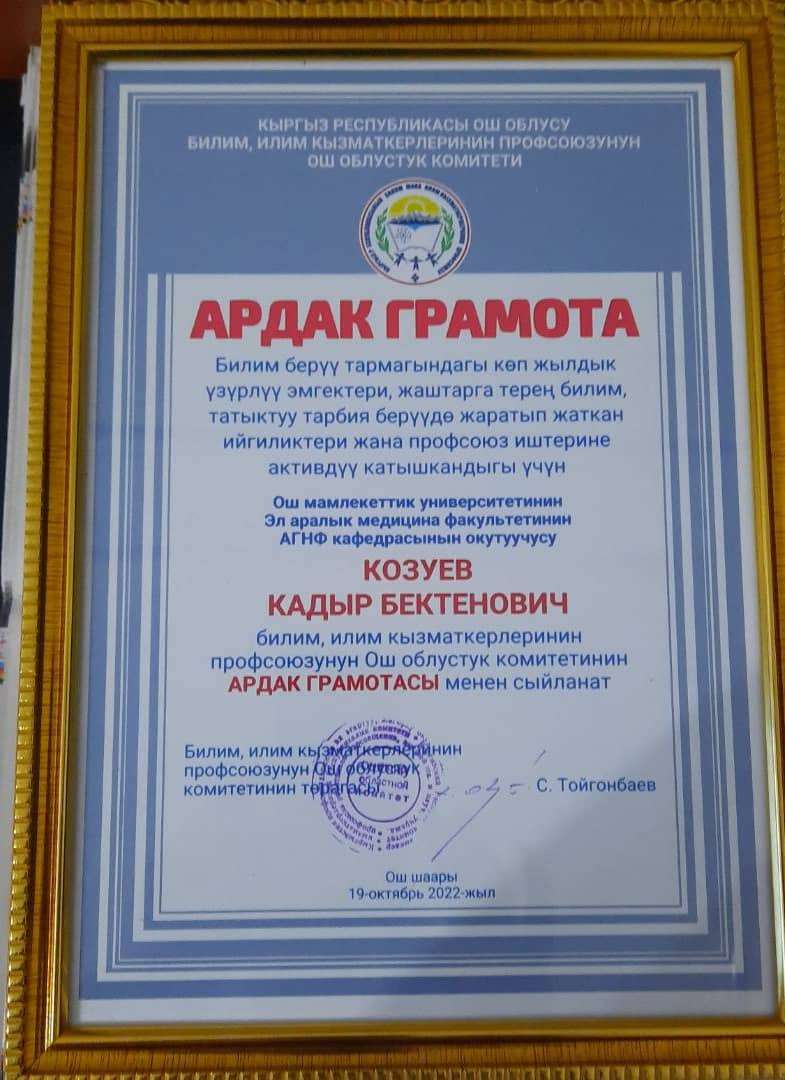 КЫРГЫЗ РЕСПУБЛИКАСЫ ОШ ОБЛУСУ
БИЛИМ, ИЛИМ КЫЗМАТКЕРЛЕРИНИН ПРОФСОЮЗУНУН
ОШ ОБЛУСТУК КОМИТЕТИ
АРДАК ГРАМОТА
Билим берүү тармагындагы көп жылдык
үзүрлүү эмгектери, жаштарга терең билим,
татыктуу тарбия берүүдө жаратып жаткан
ийгиликтери жана профсоюз иштерине
активдүү катышкандыгы үчүн
Ош мамлекеттик университетинин
Эл аралык медицина факультетинин
АГНФ кафедрасынын окутуучусу
КОЗУЕВ
КАДЫР БЕКТЕНОВИЧ
билим, илим кызматкерлеринин
профсоюзунун Ош облустук комитетинин
АРДАК ГРАМОТАСЫ менен сыйланат
Билим, илим кызматкерлеринин
профсоюзунун Ош облустук
комитетинин төрагасы С. Тойгонбаев
областной
комитет
Ош шаары
19-октябрь 2022-жыл